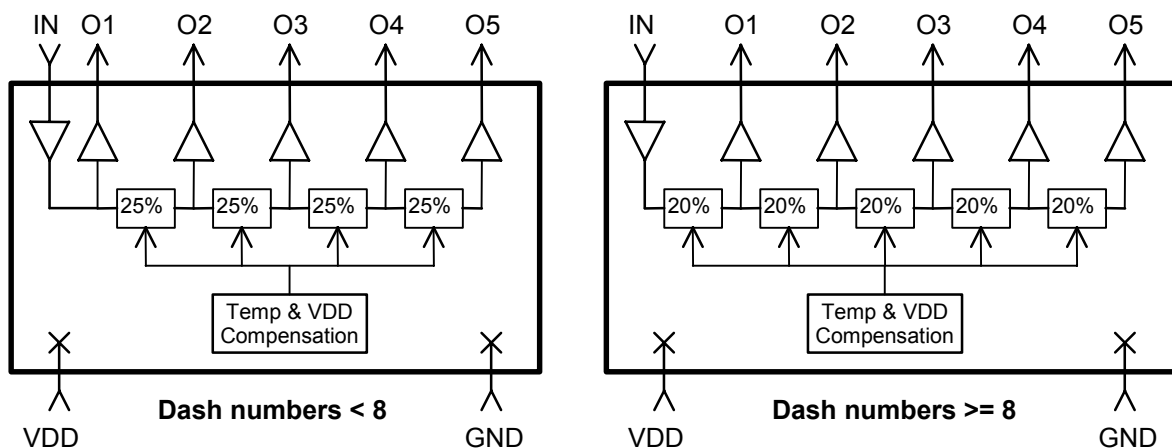 IN O1 O2 O3 O4 O5
25% 25% 25% 25%
Temp & VDD
Compensation
Dash numbers < 8
VDD GND
IN O1 O2 O3 O4 O5
20% 20% 20% 20% 20%
Temp & VDD
Compensation
Dash numbers >= 8
VDD GND